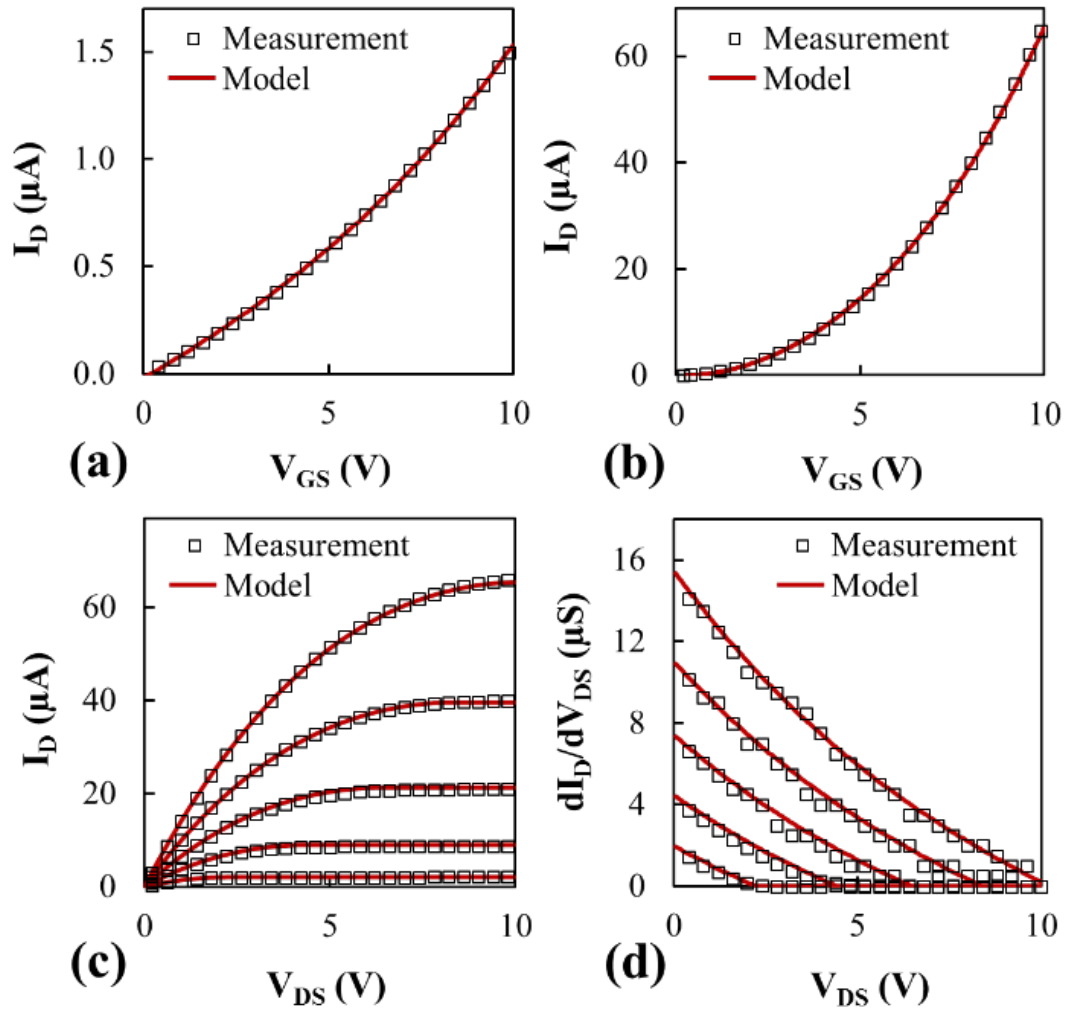 Measurement
Model
1.5
1.0
0.5
0.0
I_D (µA)
0 5 10
V_GS (V)
(a)
Measurement
Model
60
40
20
0
I_D (µA)
0 5 10
V_GS (V)
(b)
Measurement
Model
60
40
20
0
I_D (µA)
0 5 10
V_DS (V)
(c)
Measurement
Model
16
12
8
4
0
dI_D/dV_DS (µS)
0 5 10
V_DS (V)
(d)